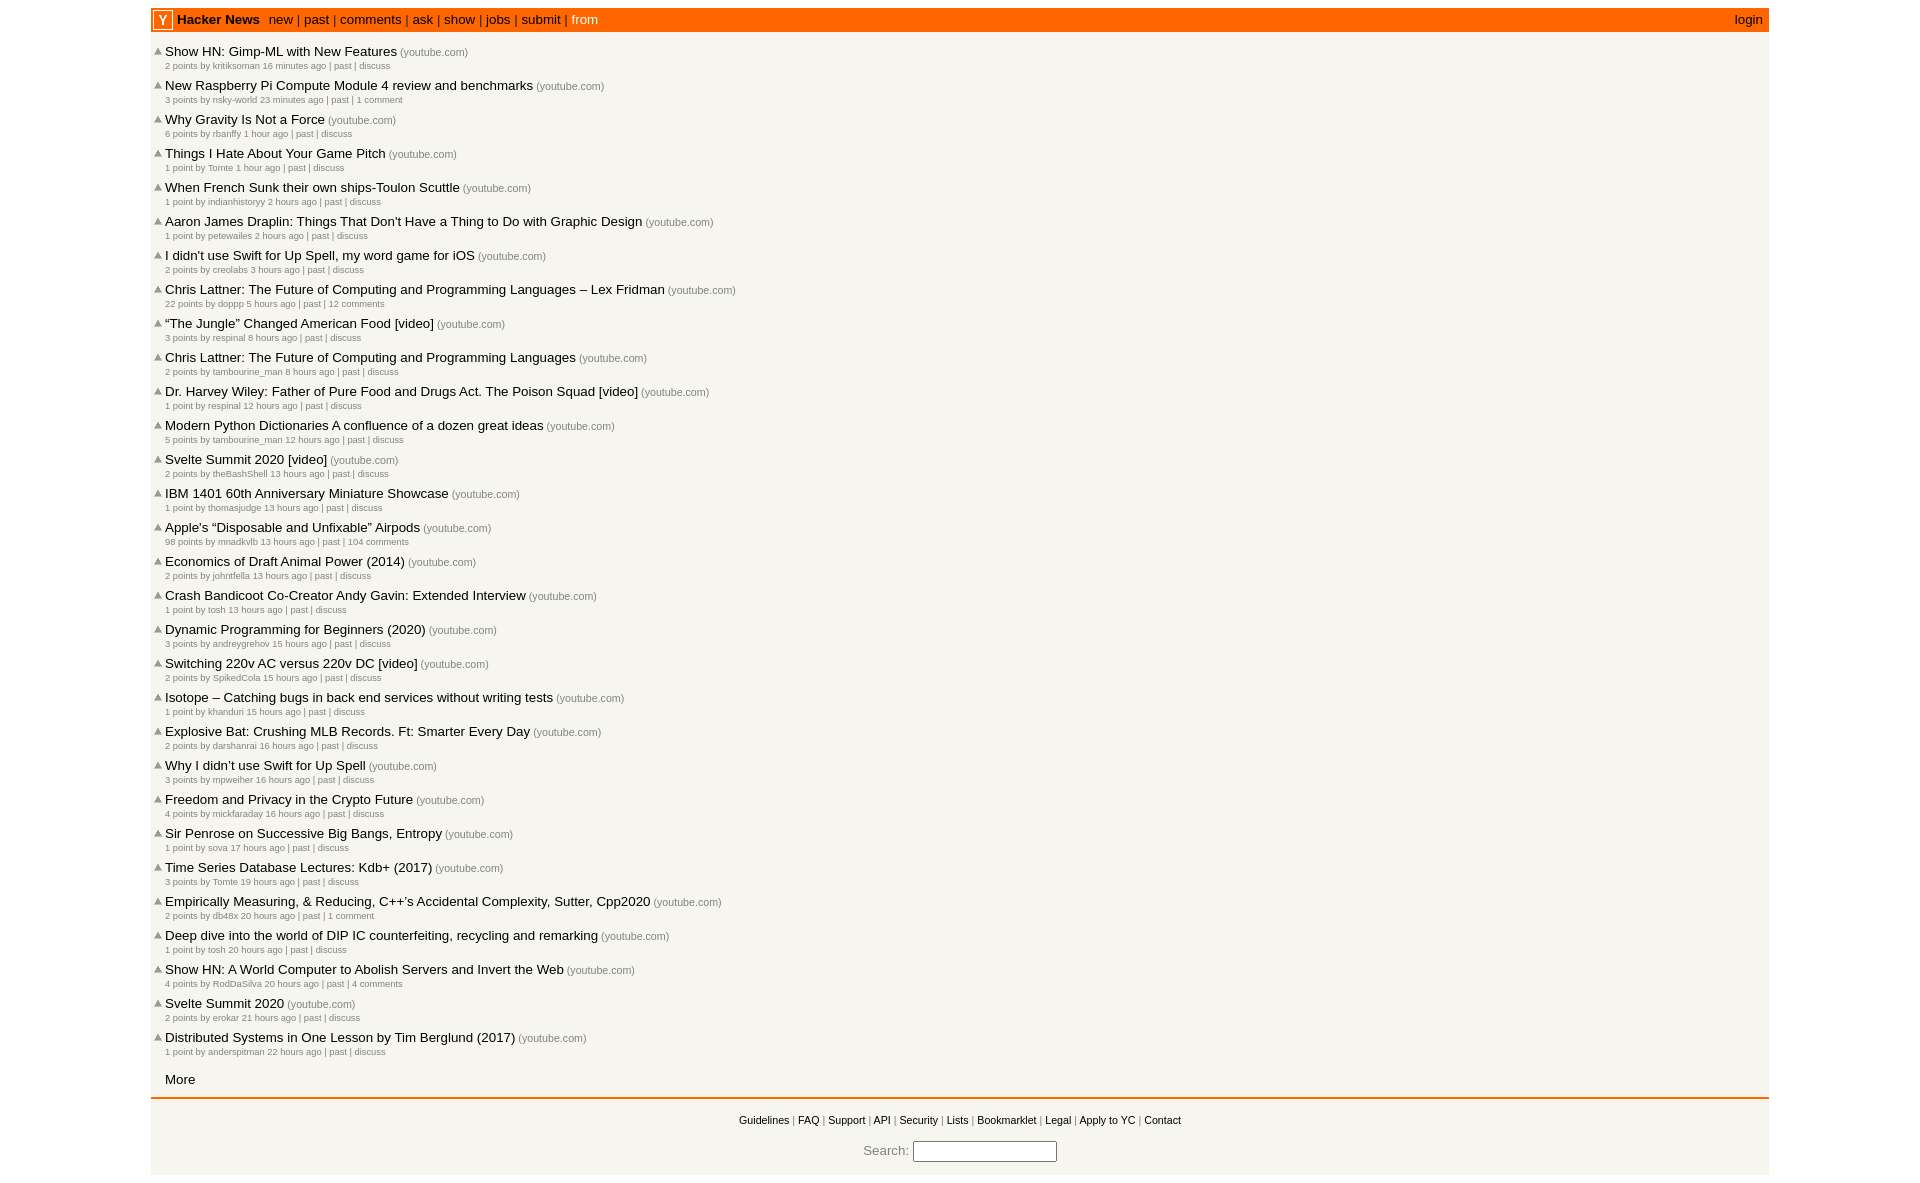 Y Hacker News new | past | comments | ask | show | jobs | submit | from login
Show HN: Gimp-ML with New Features (youtube.com)
2 points by kritiksoman 16 minutes ago | past | discuss
New Raspberry Pi Compute Module 4 review and benchmarks (youtube.com)
3 points by nsky-world 23 minutes ago | past | 1 comment
Why Gravity Is Not a Force (youtube.com)
6 points by rbanffy 1 hour ago | past | discuss
Things I Hate About Your Game Pitch (youtube.com)
1 point by Tomte 1 hour ago | past | discuss
When French Sunk their own ships-Toulon Scuttle (youtube.com)
1 point by indianhistoryy 2 hours ago | past | discuss
Aaron James Draplin: Things That Don't Have a Thing to Do with Graphic Design (youtube.com)
1 point by petewailes 2 hours ago | past | discuss
I didn't use Swift for Up Spell, my word game for iOS (youtube.com)
2 points by creolabs 3 hours ago | past | discuss
Chris Lattner: The Future of Computing and Programming Languages – Lex Fridman (youtube.com)
22 points by doppp 5 hours ago | past | 12 comments
“The Jungle” Changed American Food [video] (youtube.com)
3 points by respinal 8 hours ago | past | discuss
Chris Lattner: The Future of Computing and Programming Languages (youtube.com)
2 points by tambourine_man 8 hours ago | past | discuss
Dr. Harvey Wiley: Father of Pure Food and Drugs Act. The Poison Squad [video] (youtube.com)
1 point by respinal 12 hours ago | past | discuss
Modern Python Dictionaries A confluence of a dozen great ideas (youtube.com)
5 points by tambourine_man 12 hours ago | past | discuss
Svelte Summit 2020 [video] (youtube.com)
2 points by theBashShell 13 hours ago | past | discuss
IBM 1401 60th Anniversary Miniature Showcase (youtube.com)
1 point by thomasjudge 13 hours ago | past | discuss
Apple's “Disposable and Unfixable” Airpods (youtube.com)
98 points by mnadkvlb 13 hours ago | past | 104 comments
Economics of Draft Animal Power (2014) (youtube.com)
2 points by johntfella 13 hours ago | past | discuss
Crash Bandicoot Co-Creator Andy Gavin: Extended Interview (youtube.com)
1 point by tosh 13 hours ago | past | discuss
Dynamic Programming for Beginners (2020) (youtube.com)
3 points by andreygrehov 15 hours ago | past | discuss
Switching 220v AC versus 220v DC [video] (youtube.com)
2 points by SpikedCola 15 hours ago | past | discuss
Isotope – Catching bugs in back end services without writing tests (youtube.com)
1 point by khanduri 15 hours ago | past | discuss
Explosive Bat: Crushing MLB Records. Ft: Smarter Every Day (youtube.com)
2 points by darshanrai 16 hours ago | past | discuss
Why I didn’t use Swift for Up Spell (youtube.com)
3 points by mpweiher 16 hours ago | past | discuss
Freedom and Privacy in the Crypto Future (youtube.com)
4 points by mickfaraday 16 hours ago | past | discuss
Sir Penrose on Successive Big Bangs, Entropy (youtube.com)
1 point by sova 17 hours ago | past | discuss
Time Series Database Lectures: Kdb+ (2017) (youtube.com)
3 points by Tomte 19 hours ago | past | discuss
Empirically Measuring, & Reducing, C++’s Accidental Complexity, Sutter, Cpp2020 (youtube.com)
2 points by db48x 20 hours ago | past | 1 comment
Deep dive into the world of DIP IC counterfeiting, recycling and remarking (youtube.com)
1 point by tosh 20 hours ago | past | discuss
Show HN: A World Computer to Abolish Servers and Invert the Web (youtube.com)
4 points by RodDaSilva 20 hours ago | past | 4 comments
Svelte Summit 2020 (youtube.com)
2 points by erokar 21 hours ago | past | discuss
Distributed Systems in One Lesson by Tim Berglund (2017) (youtube.com)
1 point by anderspitman 22 hours ago | past | discuss
More
Guidelines | FAQ | Support | API | Security | Lists | Bookmarklet | Legal | Apply to YC | Contact
Search: